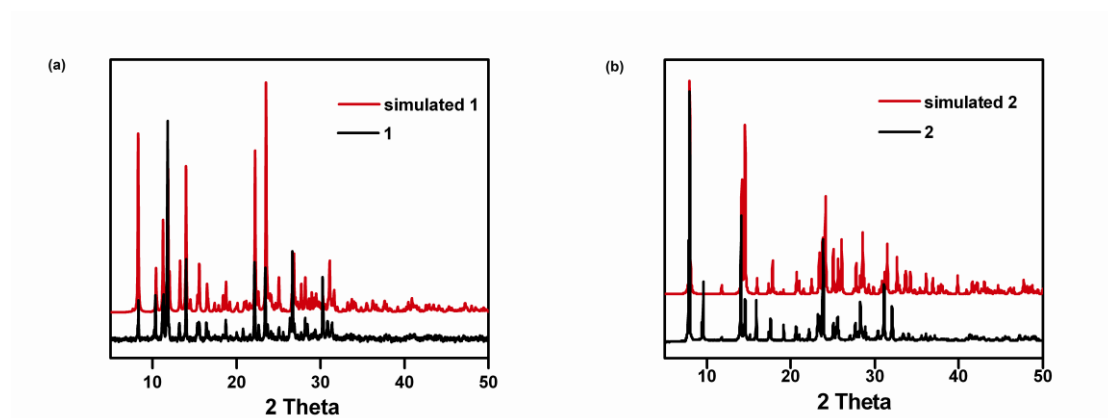 (a)
simulated 1
1
10 20 30 40 50
2 Theta
(b)
simulated 2
2
10 20 30 40 50
2 Theta